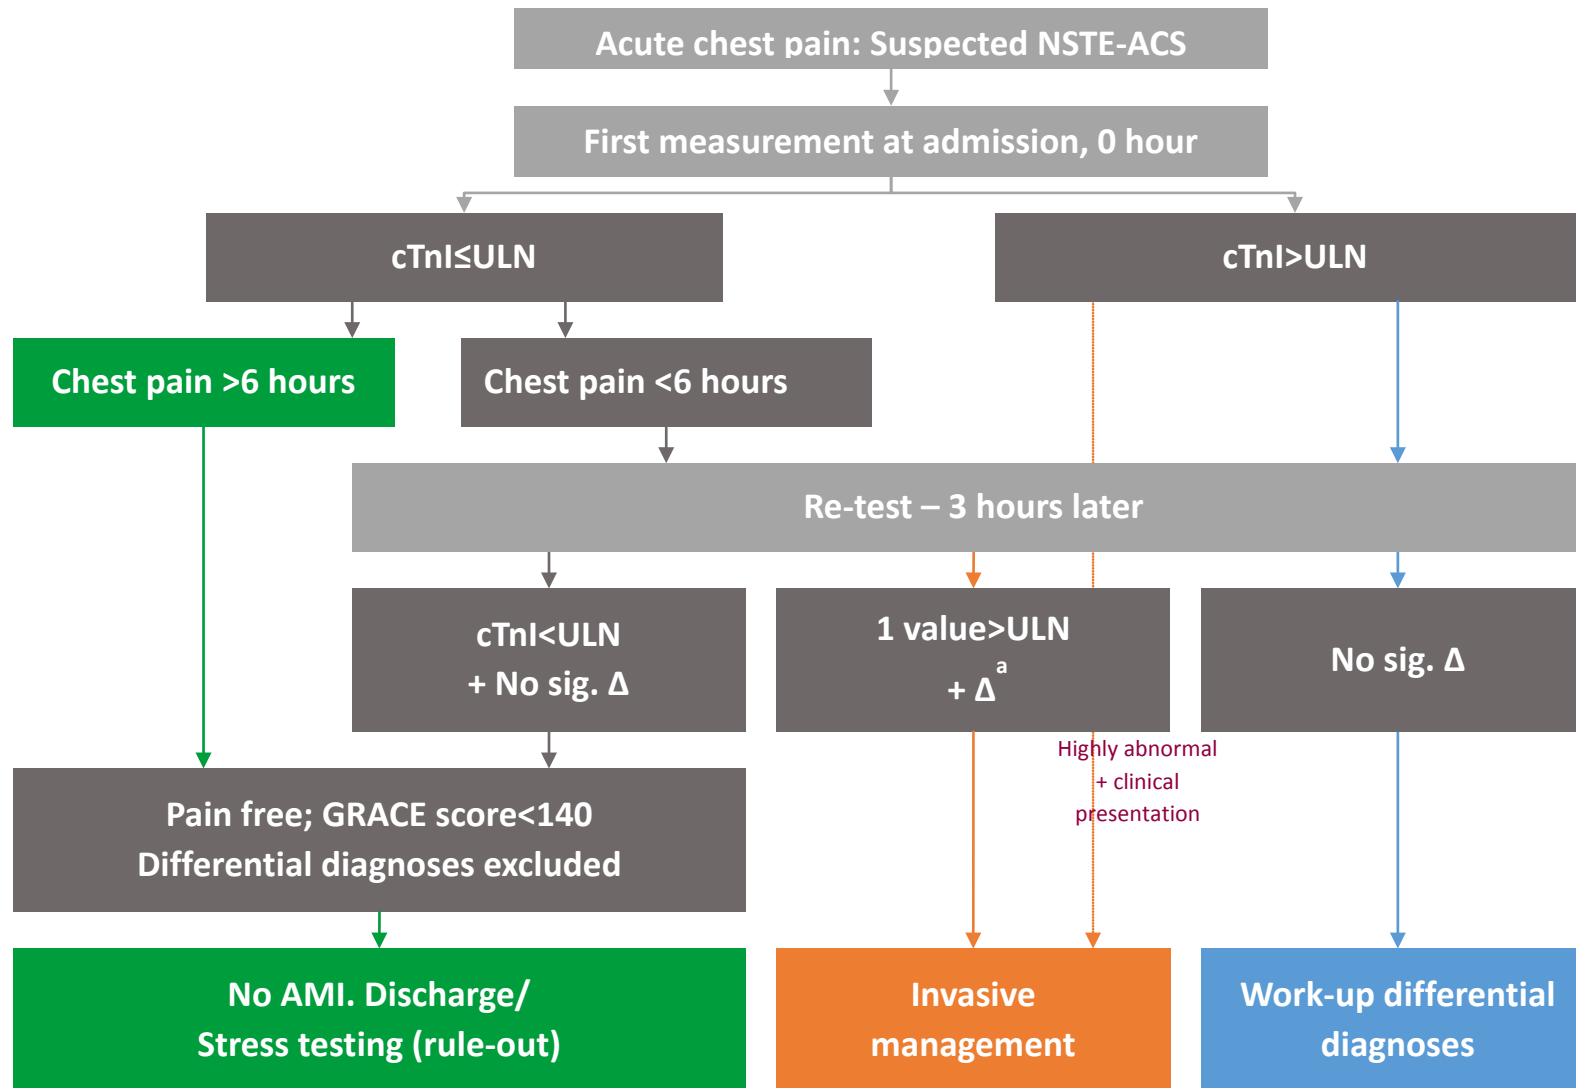 Acute chest pain: Suspected NSTE-ACS
First measurement at admission, 0 hour
cTnI≤ULN
cTnI>ULN
Chest pain >6 hours
Chest pain <6 hours
Re-test – 3 hours later
cTnI<ULN
+ No sig. Δ
1 value>ULN
+ Δᵃ
No sig. Δ
Highly abnormal
+ clinical
presentation
Pain free; GRACE score<140
Differential diagnoses excluded
No AMI. Discharge/
Stress testing (rule-out)
Invasive
management
Work-up differential
diagnoses